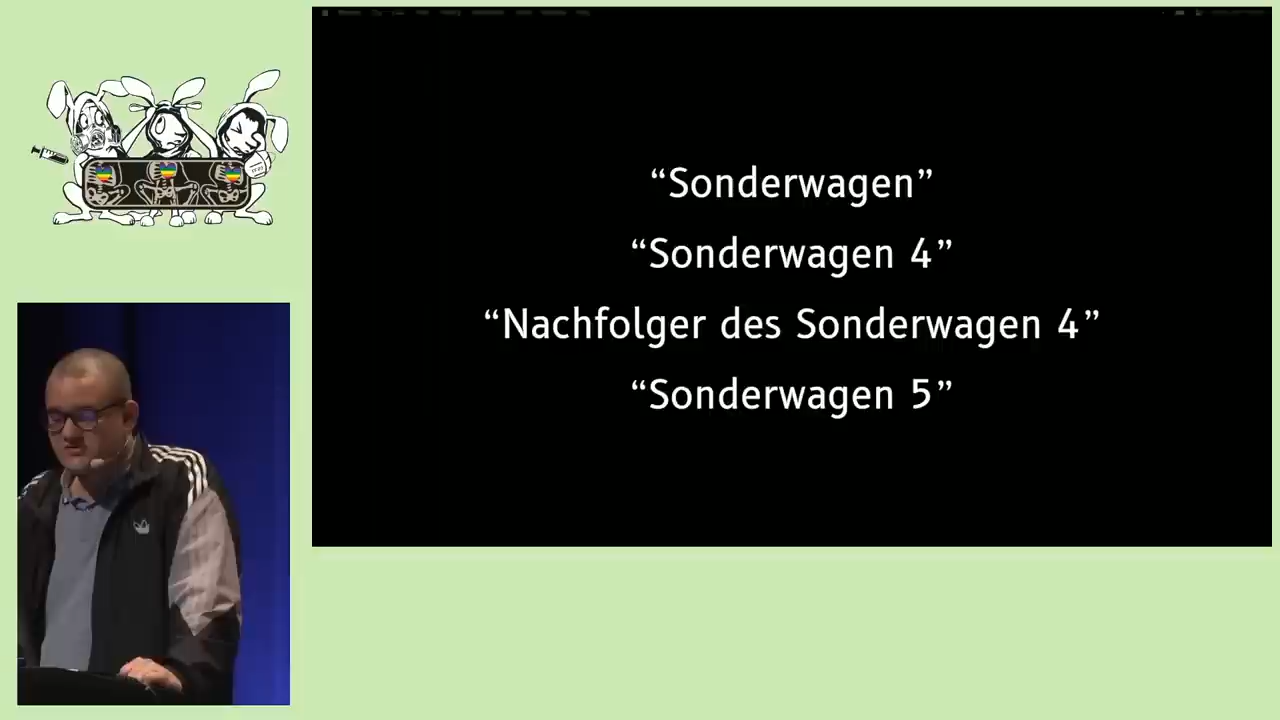 “Sonderwagen”
“Sonderwagen 4”
“Nachfolger des Sonderwagen 4”
“Sonderwagen 5”